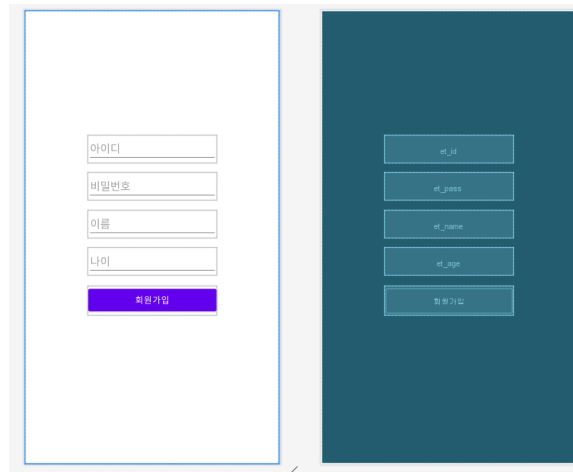 아이디
비밀번호
이름
나이
회원가입
et_id
et_pass
et_name
et_age
회원가입